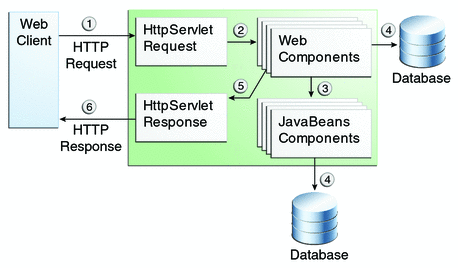 Web
Client
1
HTTP
Request
HttpServlet
Request
2
Web
Components
4
Database
3
5
6
HTTP
Response
HttpServlet
Response
JavaBeans
Components
4
Database